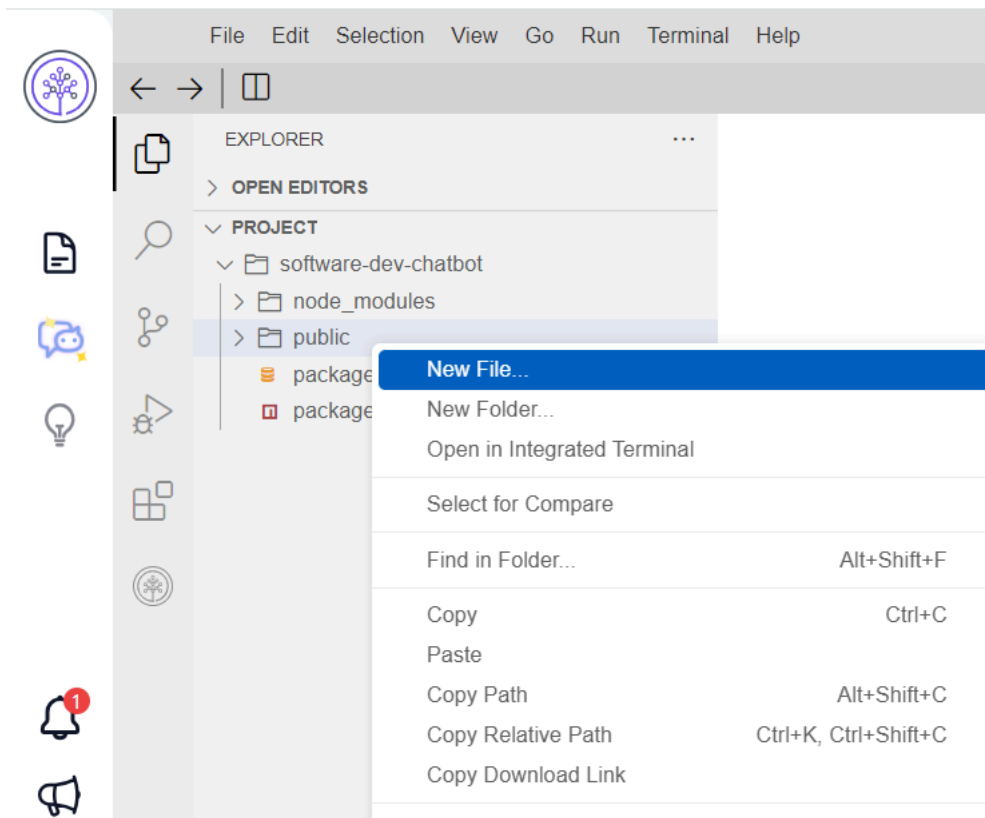 File Edit Selection View Go Run Terminal Help
EXPLORER
OPEN EDITORS
PROJECT
software-dev-chatbot
node_modules
public
package
package
New File...
New Folder...
Open in Integrated Terminal
Select for Compare
Find in Folder... Alt+Shift+F
Copy Ctrl+C
Paste
Copy Path Alt+Shift+C
Copy Relative Path Ctrl+K, Ctrl+Shift+C
Copy Download Link
1